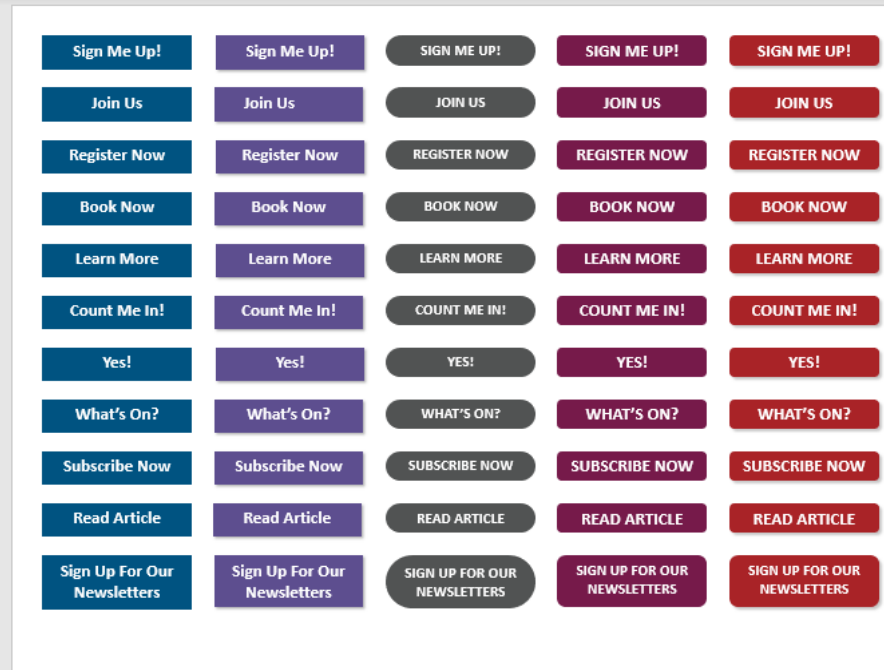 Sign Me Up! Sign Me Up! SIGN ME UP! SIGN ME UP! SIGN ME UP!
Join Us Join Us JOIN US JOIN US JOIN US
Register Now Register Now REGISTER NOW REGISTER NOW REGISTER NOW
Book Now Book Now BOOK NOW BOOK NOW BOOK NOW
Learn More Learn More LEARN MORE LEARN MORE LEARN MORE
Count Me In! Count Me In! COUNT ME IN! COUNT ME IN! COUNT ME IN!
Yes! Yes! YES! YES! YES!
What’s On? What’s On? WHAT’S ON? WHAT’S ON? WHAT’S ON?
Subscribe Now Subscribe Now SUBSCRIBE NOW SUBSCRIBE NOW SUBSCRIBE NOW
Read Article Read Article READ ARTICLE READ ARTICLE READ ARTICLE
Sign Up For Our Sign Up For Our SIGN UP FOR OUR SIGN UP FOR OUR SIGN UP FOR OUR
Newsletters Newsletters NEWSLETTERS NEWSLETTERS NEWSLETTERS